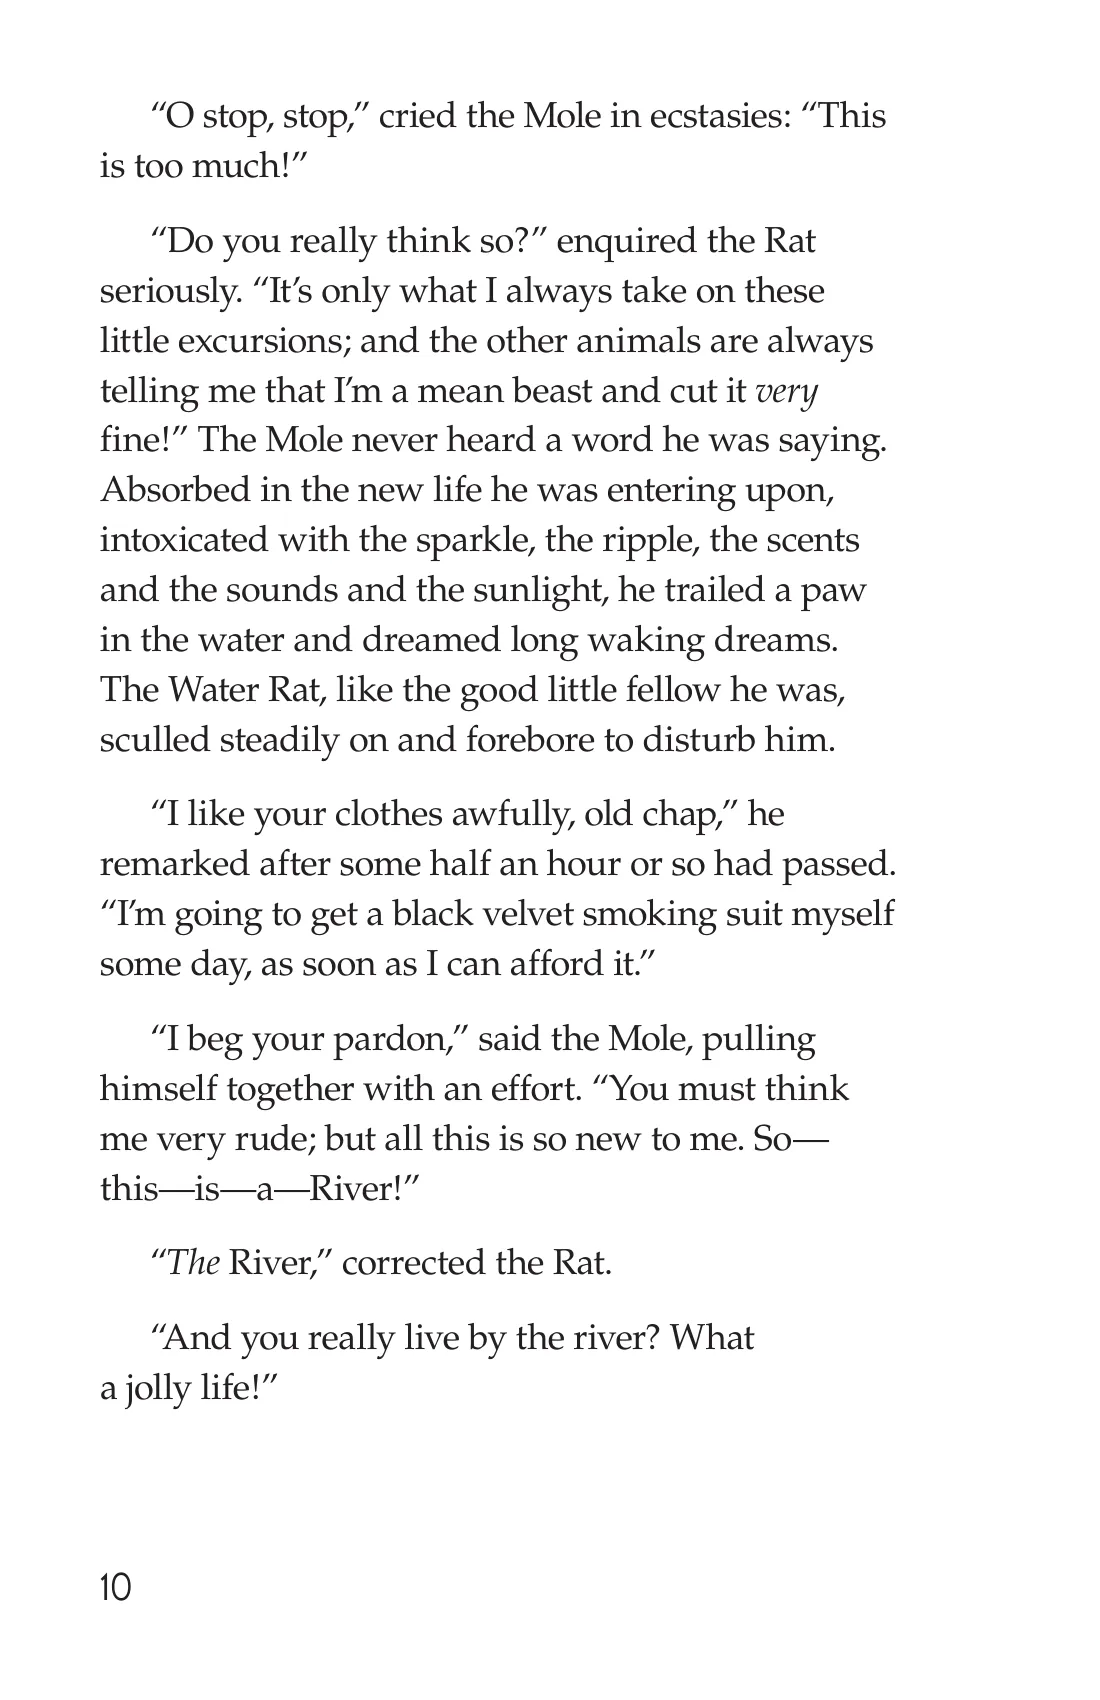 “O stop, stop,” cried the Mole in ecstasies: “This
is too much!”
“Do you really think so?” enquired the Rat
seriously. “It’s only what I always take on these
little excursions; and the other animals are always
telling me that I’m a mean beast and cut it very
fine!” The Mole never heard a word he was saying.
Absorbed in the new life he was entering upon,
intoxicated with the sparkle, the ripple, the scents
and the sounds and the sunlight, he trailed a paw
in the water and dreamed long waking dreams.
The Water Rat, like the good little fellow he was,
sculled steadily on and forebore to disturb him.
“I like your clothes awfully, old chap,” he
remarked after some half an hour or so had passed.
“I’m going to get a black velvet smoking suit myself
some day, as soon as I can afford it.”
“I beg your pardon,” said the Mole, pulling
himself together with an effort. “You must think
me very rude; but all this is so new to me. So—
this—is—a—River!”
“The River,” corrected the Rat.
“And you really live by the river? What
a jolly life!”
10